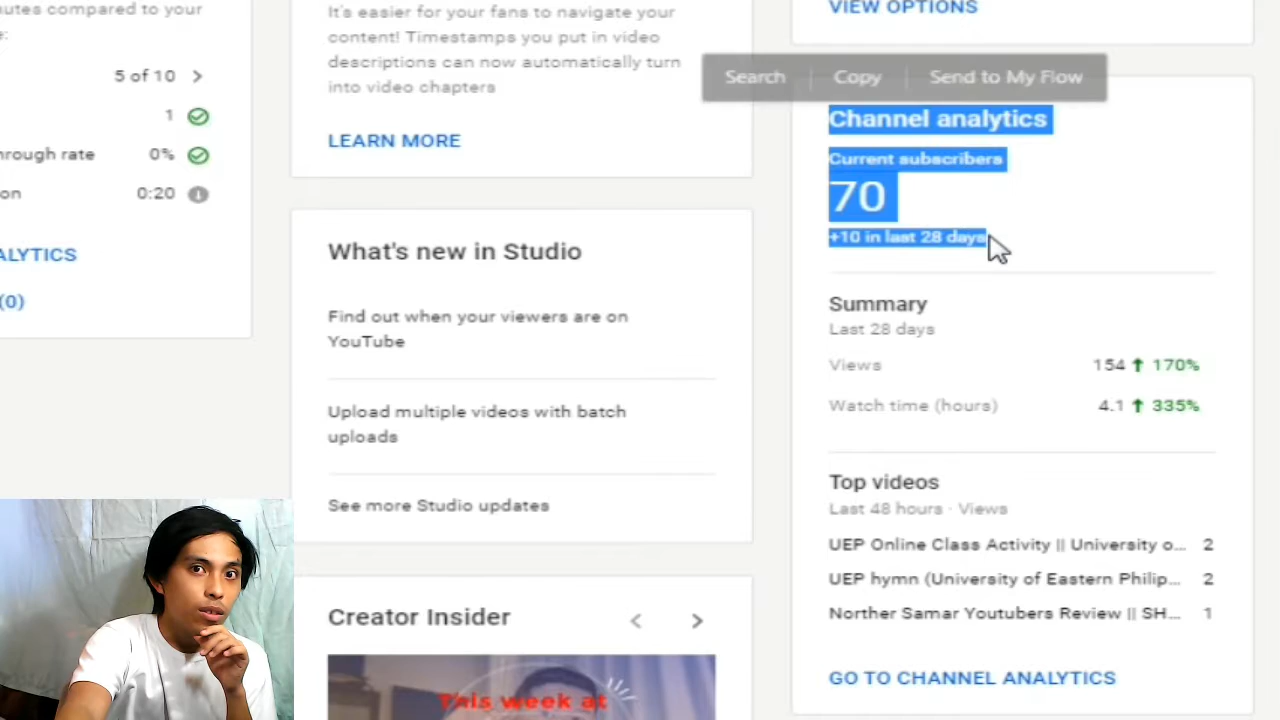 5 of 10
1
hrough rate 0%
on 0:20
ALYTICS
(0)
It's easier for your fans to navigate your
content! Timestamps you put in video
descriptions can now automatically turn
into video chapters
LEARN MORE
What's new in Studio
Find out when your viewers are on
YouTube
Upload multiple videos with batch
uploads
See more Studio updates
Creator Insider
This week at
VIEW OPTIONS
Search Copy Send to My Flow
Channel analytics
Current subscribers
70
+10 in last 28 days
Summary
Last 28 days
Views 154 170%
Watch time (hours) 4.1 335%
Top videos
Last 48 hours · Views
UEP Online Class Activity || University o... 2
UEP hymn (University of Eastern Philip... 2
Norther Samar Youtubers Review || SH... 1
GO TO CHANNEL ANALYTICS